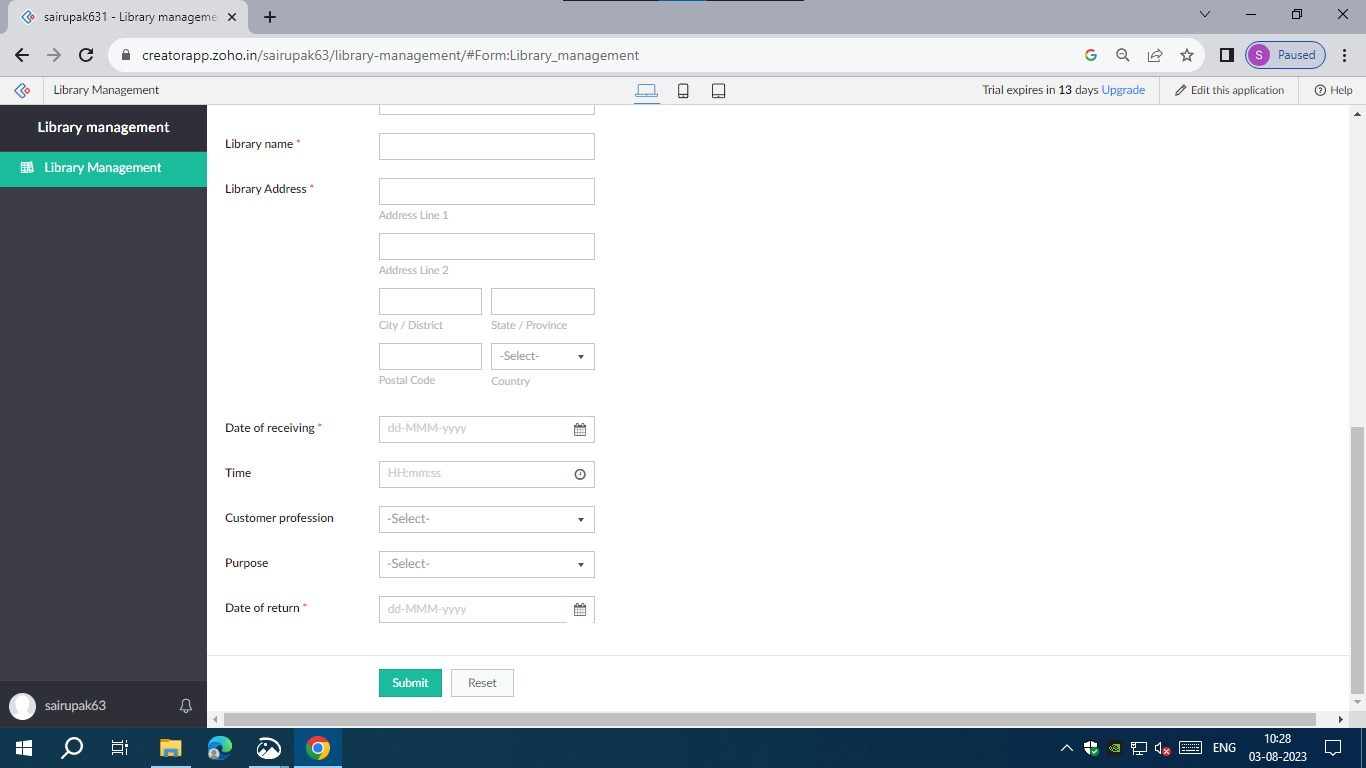 sairupak631 - Library manageme
creatorapp.zoho.in/sairupak63/library-management/#Form:Library_management
S Paused
Library Management
Trial expires in 13 days Upgrade
Edit this application
Help
Library management
Library Management
Library name *
Library Address *
Address Line 1
Address Line 2
City / District State / Province
-Select-
Postal Code Country
Date of receiving * dd-MMM-yyyy
Time HH:mm:ss
Customer profession -Select-
Purpose -Select-
Date of return * dd-MMM-yyyy
Submit Reset
sairupak63
ENG
10:28
03-08-2023